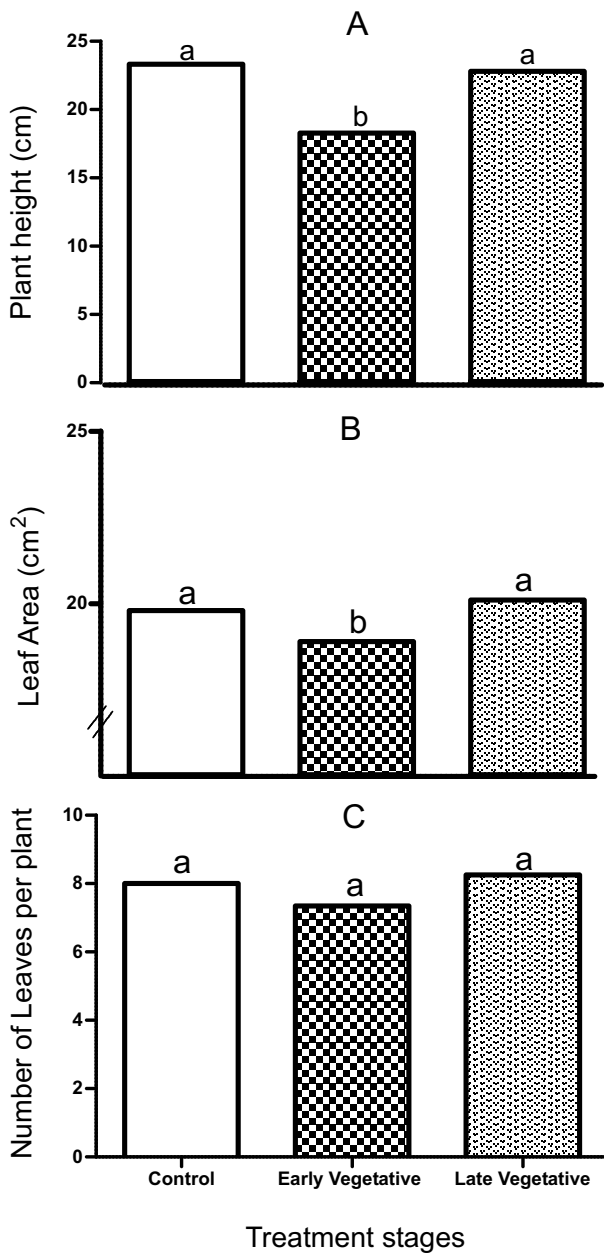 A
25
20
15
10
5
0
Plant height (cm)
a
b
a
B
25
20
Leaf Area (cm²)
a
b
a
C
10
8
6
4
2
0
Number of Leaves per plant
a
a
a
Control
Early Vegetative
Late Vegetative
Treatment stages